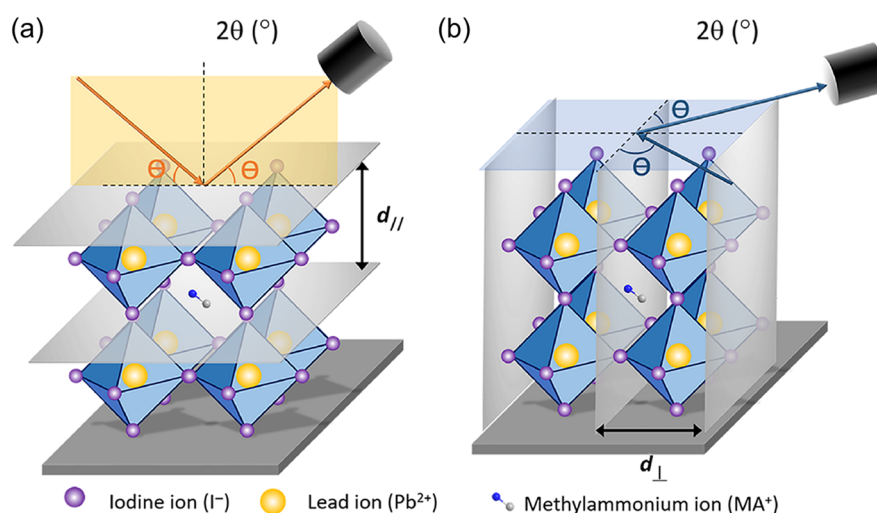 (a)
2θ (°)
(b)
2θ (°)
Θ
Θ
d//
Θ
Θ
d⊥
Iodine ion (I⁻)
Lead ion (Pb²⁺)
Methylammonium ion (MA⁺)